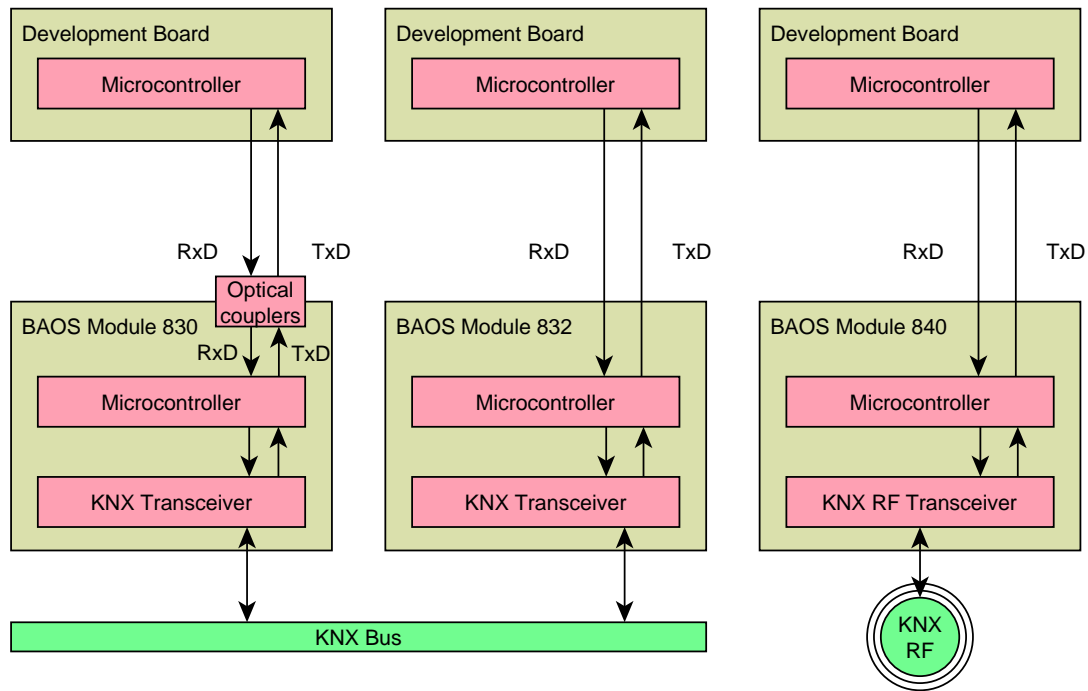 Development Board
Microcontroller
RxD
TxD
Optical
couplers
BAOS Module 830
RxD
TxD
Microcontroller
KNX Transceiver
Development Board
Microcontroller
RxD
TxD
BAOS Module 832
Microcontroller
KNX Transceiver
KNX Bus
Development Board
Microcontroller
RxD
TxD
BAOS Module 840
Microcontroller
KNX RF Transceiver
KNX
RF